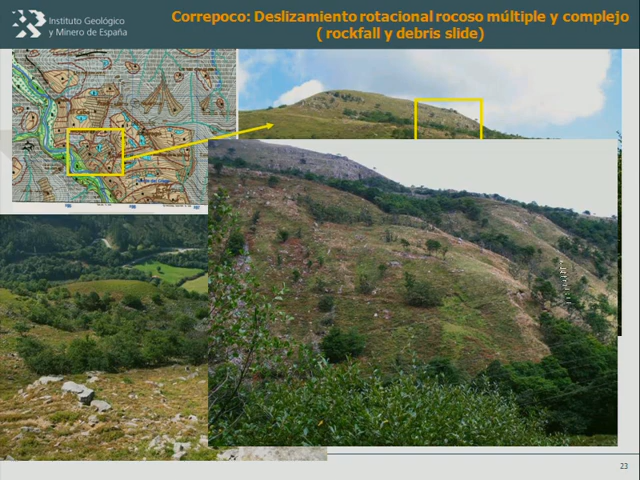 Instituto Geológico
y Minero de España
Correpoco: Deslizamiento rotacional rocoso múltiple y complejo
( rockfall y debris slide)
23